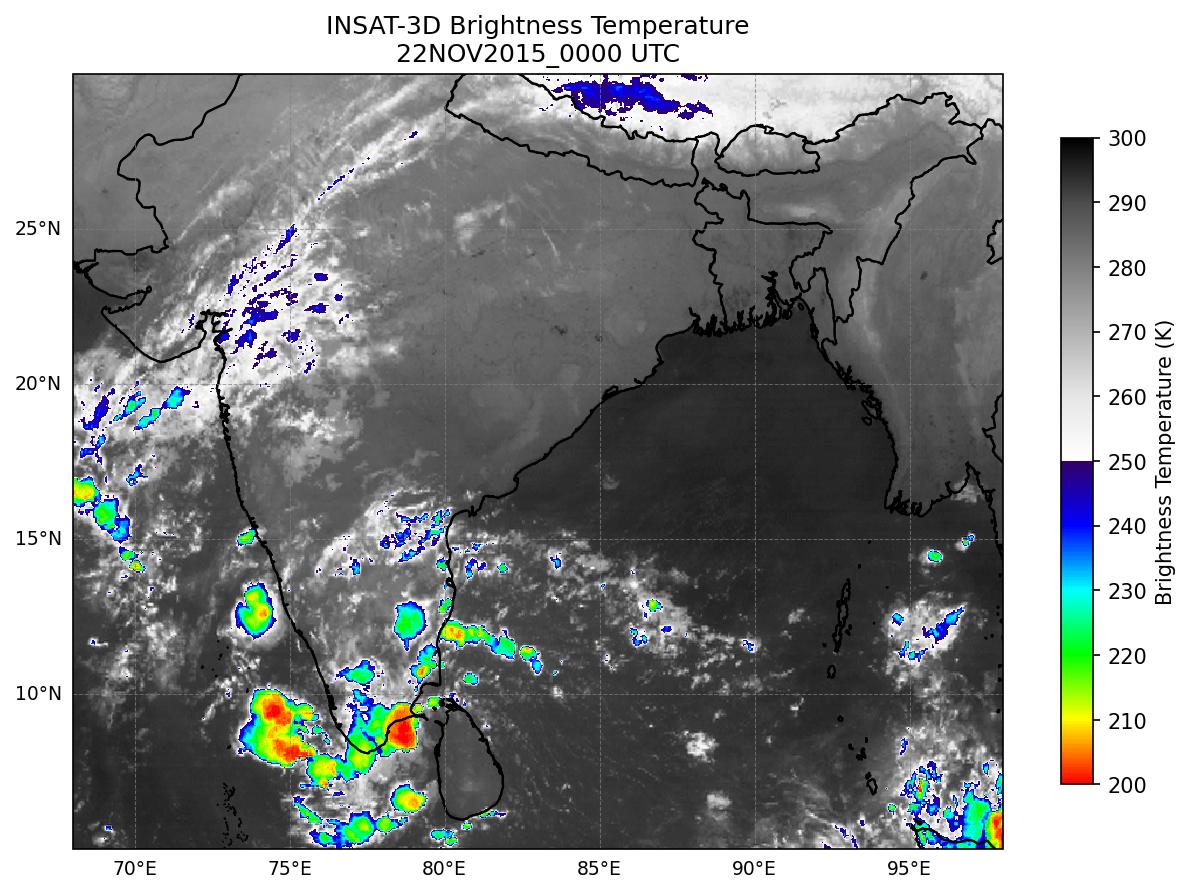 INSAT-3D Brightness Temperature
22NOV2015_0000 UTC
25°N
20°N
15°N
10°N
70°E
75°E
80°E
85°E
90°E
95°E
300
290
280
270
260
250
240
230
220
210
200
Brightness Temperature (K)